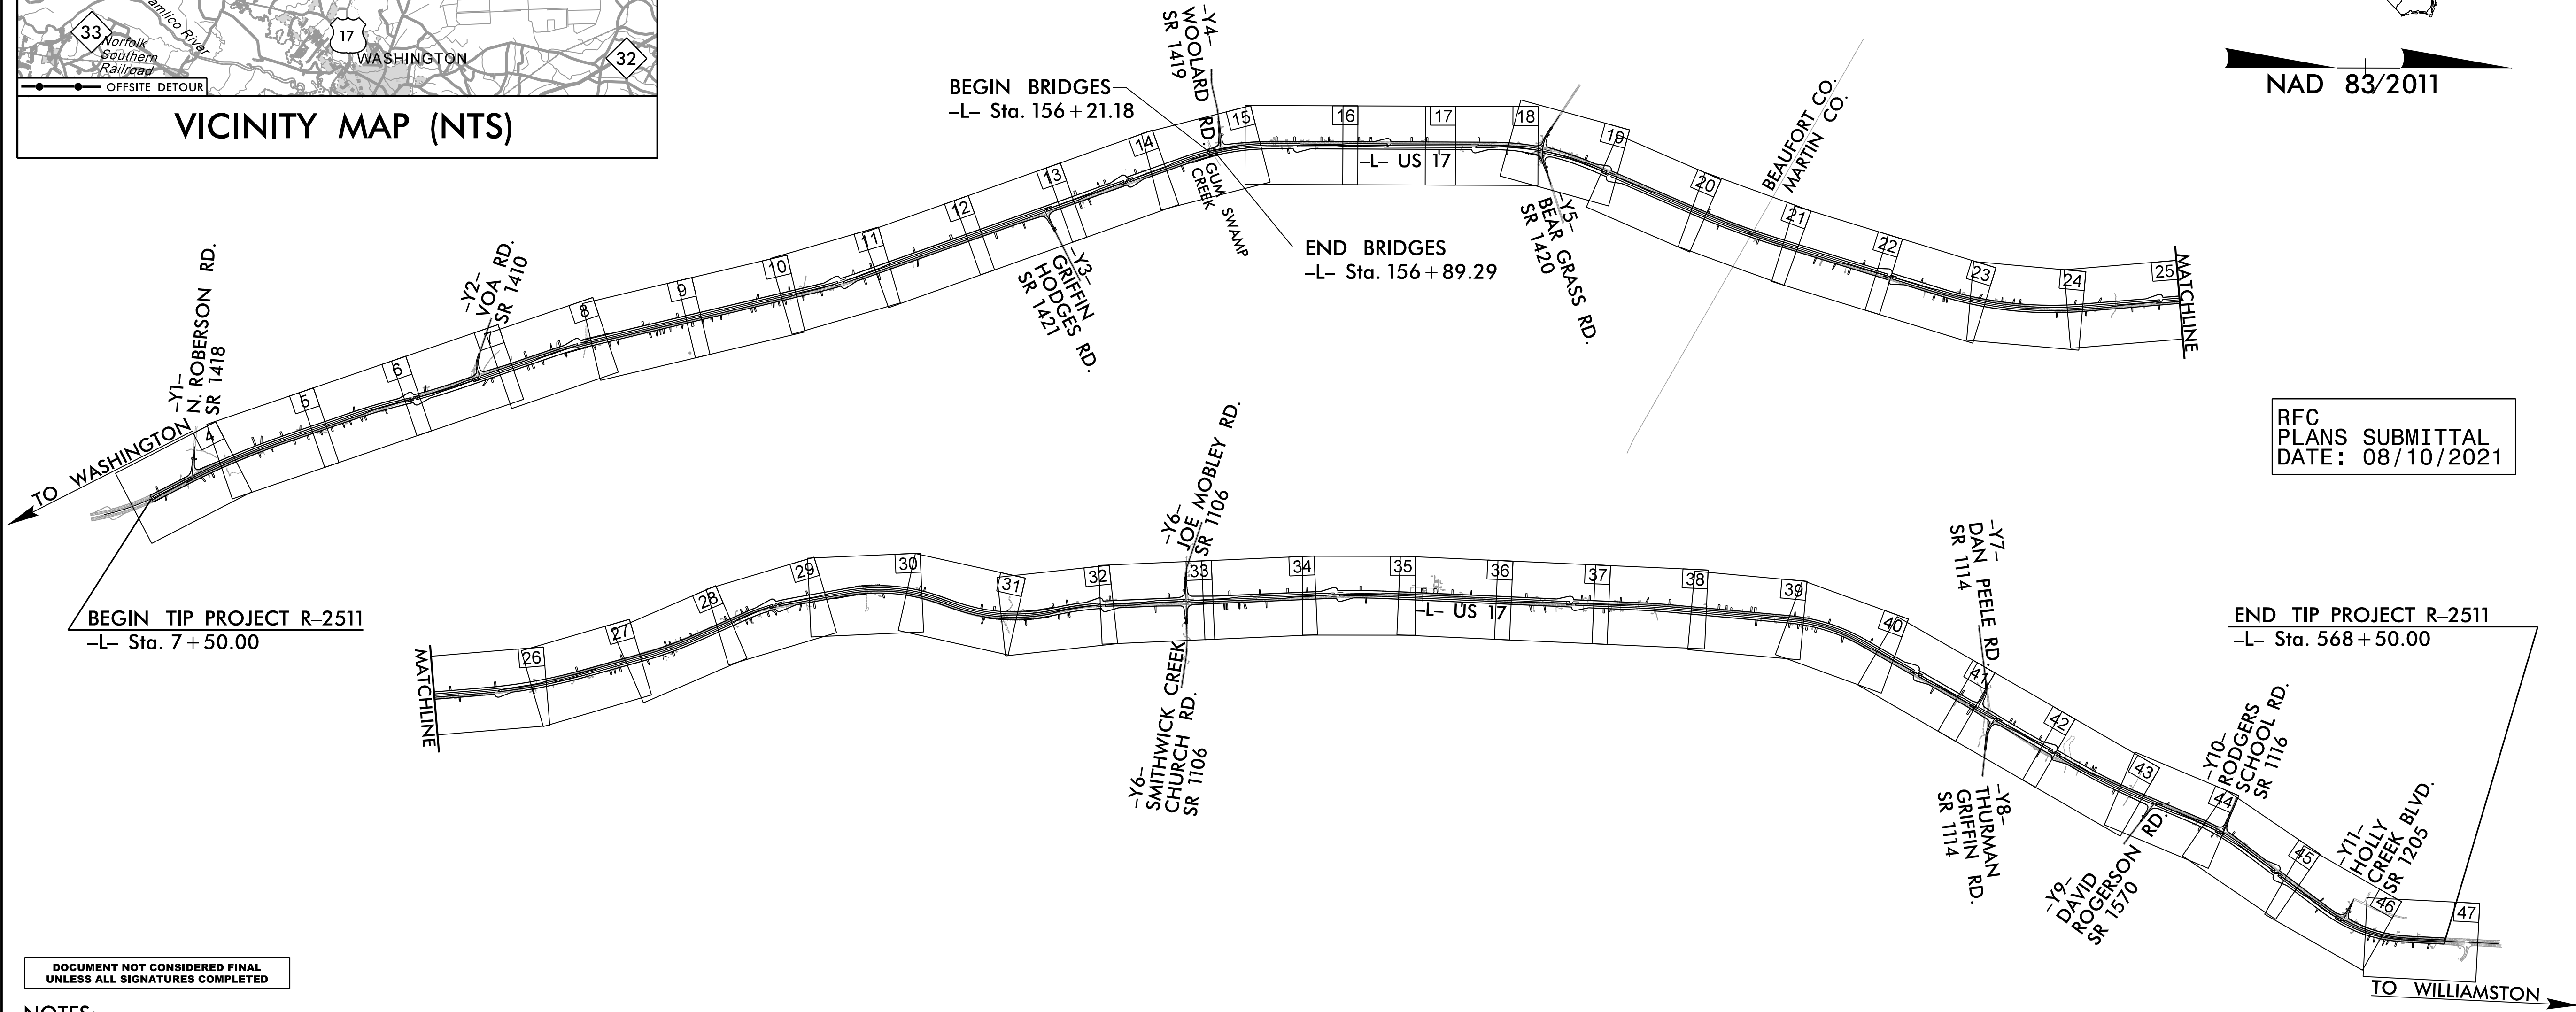 amlico River
33
Norfolk
Southern
Railroad
17
WASHINGTON
32
OFFSITE DETOUR
VICINITY MAP (NTS)
NAD 83/2011
BEGIN BRIDGES
-L- Sta. 156+21.18
-Y4-
WOOLARD RD.
SR 1419
GUM SWAMP
CREEK
END BRIDGES
-L- Sta. 156+89.29
-L- US 17
-Y5-
BEAR GRASS RD.
SR 1420
BEAUFORT CO.
MARTIN CO.
-Y3-
GRIFFIN
HODGES RD.
SR 1421
-Y2-
VOA RD.
SR 1410
-Y1-
N. ROBERSON RD.
SR 1418
TO WASHINGTON
4
5
6
7
8
9
10
11
12
13
14
15
16
17
18
19
20
21
22
23
24
25
MATCHLINE
RFC
PLANS SUBMITTAL
DATE: 08/10/2021
BEGIN TIP PROJECT R-2511
-L- Sta. 7+50.00
MATCHLINE
26
27
28
29
30
31
32
33
34
35
36
37
38
39
40
41
42
43
44
45
46
47
-Y6-
JOE MOBLEY RD.
SR 1106
-Y6-
SMITHWICK CREEK
CHURCH RD.
SR 1106
-L- US 17
-Y7-
DAN PEELE RD.
SR 1114
-Y8-
THURMAN
GRIFFIN RD.
SR 1114
-Y9-
DAVID
ROGERSON RD.
SR 1570
-Y10-
RODGERS
SCHOOL RD.
SR 1116
-Y11-
HOLLY
CREEK BLVD.
SR 1205
END TIP PROJECT R-2511
-L- Sta. 568+50.00
TO WILLIAMSTON
DOCUMENT NOT CONSIDERED FINAL
UNLESS ALL SIGNATURES COMPLETED
NOTES: